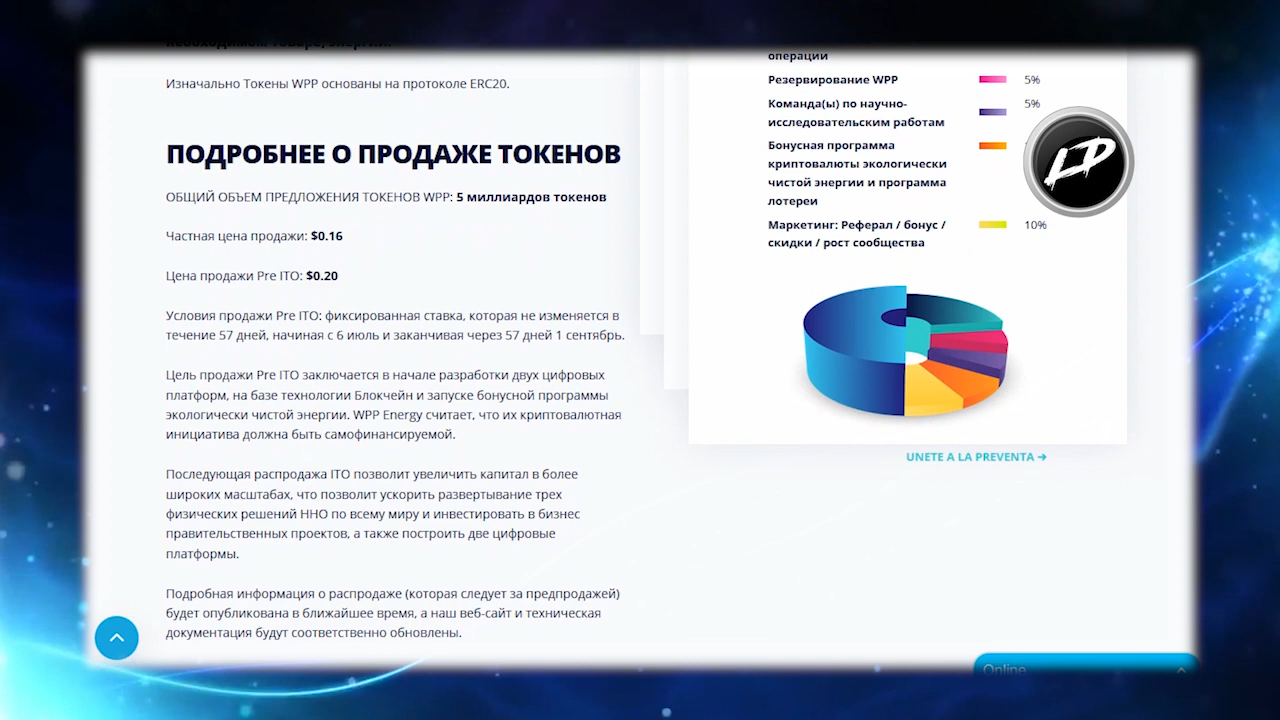 Изначально Токены WPP основаны на протоколе ERC20.
ПОДРОБНЕЕ О ПРОДАЖЕ ТОКЕНОВ
ОБЩИЙ ОБЪЕМ ПРЕДЛОЖЕНИЯ ТОКЕНОВ WPP: 5 миллиардов токенов
Частная цена продажи: $0.16
Цена продажи Pre ITO: $0.20
Условия продажи Pre ITO: фиксированная ставка, которая не изменяется в
течение 57 дней, начиная с 6 июль и заканчивая через 57 дней 1 сентябрь.
Цель продажи Pre ITO заключается в начале разработки двух цифровых
платформ, на базе технологии Блокчейн и запуске бонусной программы
экологически чистой энергии. WPP Energy считает, что их криптовалютная
инициатива должна быть самофинансируемой.
Последующая распродажа ITO позволит увеличить капитал в более
широких масштабах, что позволит ускорить развертывание трех
физических решений ННО по всему миру и инвестировать в бизнес
правительственных проектов, а также построить две цифровые
платформы.
Подробная информация о распродаже (которая следует за предпродажей)
будет опубликована в ближайшее время, а наш веб-сайт и техническая
документация будут соответственно обновлены.
операции
Резервирование WPP 5%
Команда(ы) по научно- 5%
исследовательским работам
Бонусная программа
криптовалюты экологически
чистой энергии и программа
лотереи
Маркетинг: Реферал / бонус / 10%
скидки / рост сообщества
LD
UNETE A LA PREVENTA →
Online